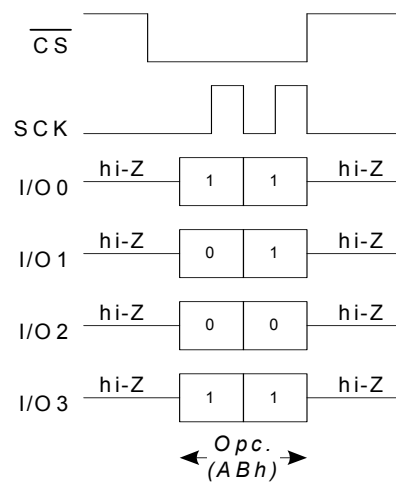 CS
SCK
hi-Z hi-Z
I/O 0 1 1
hi-Z hi-Z
I/O 1 0 1
hi-Z hi-Z
I/O 2 0 0
hi-Z hi-Z
I/O 3 1 1
Opc.
(ABh)